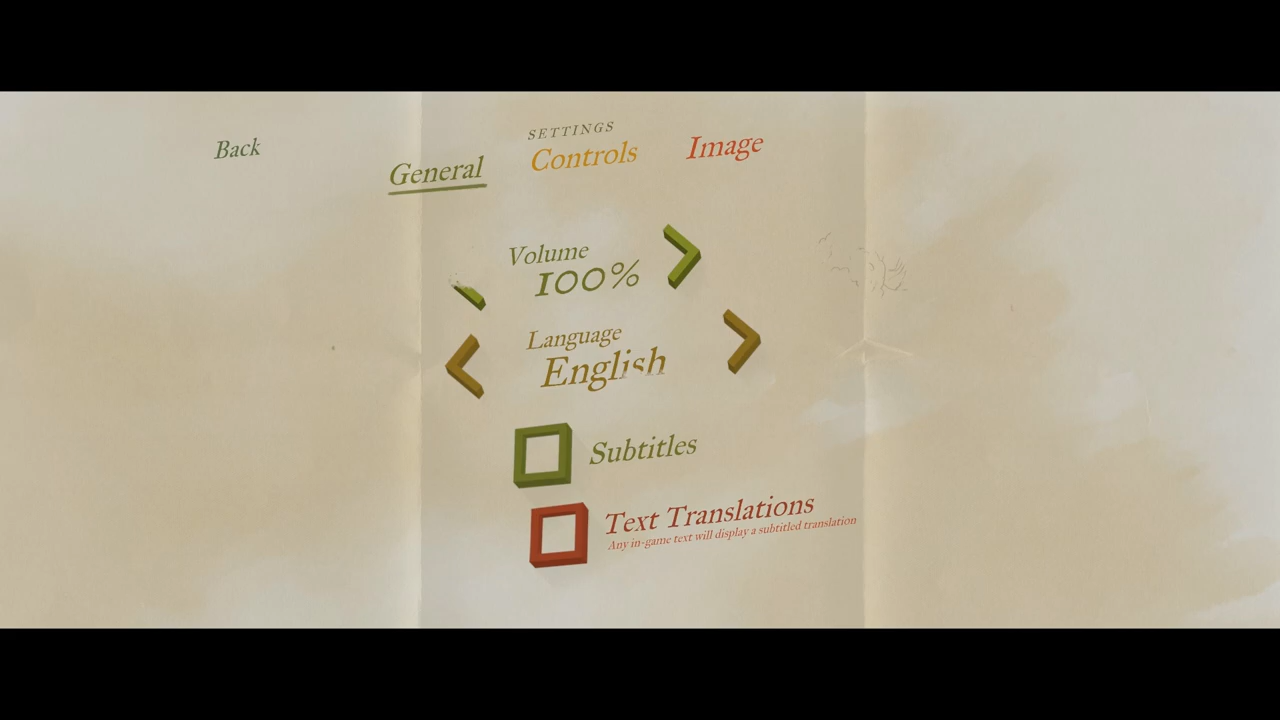 Back
SETTINGS
General
Controls
Image
Volume
100%
Language
English
Subtitles
Text Translations
Any in-game text will display a subtitled translation